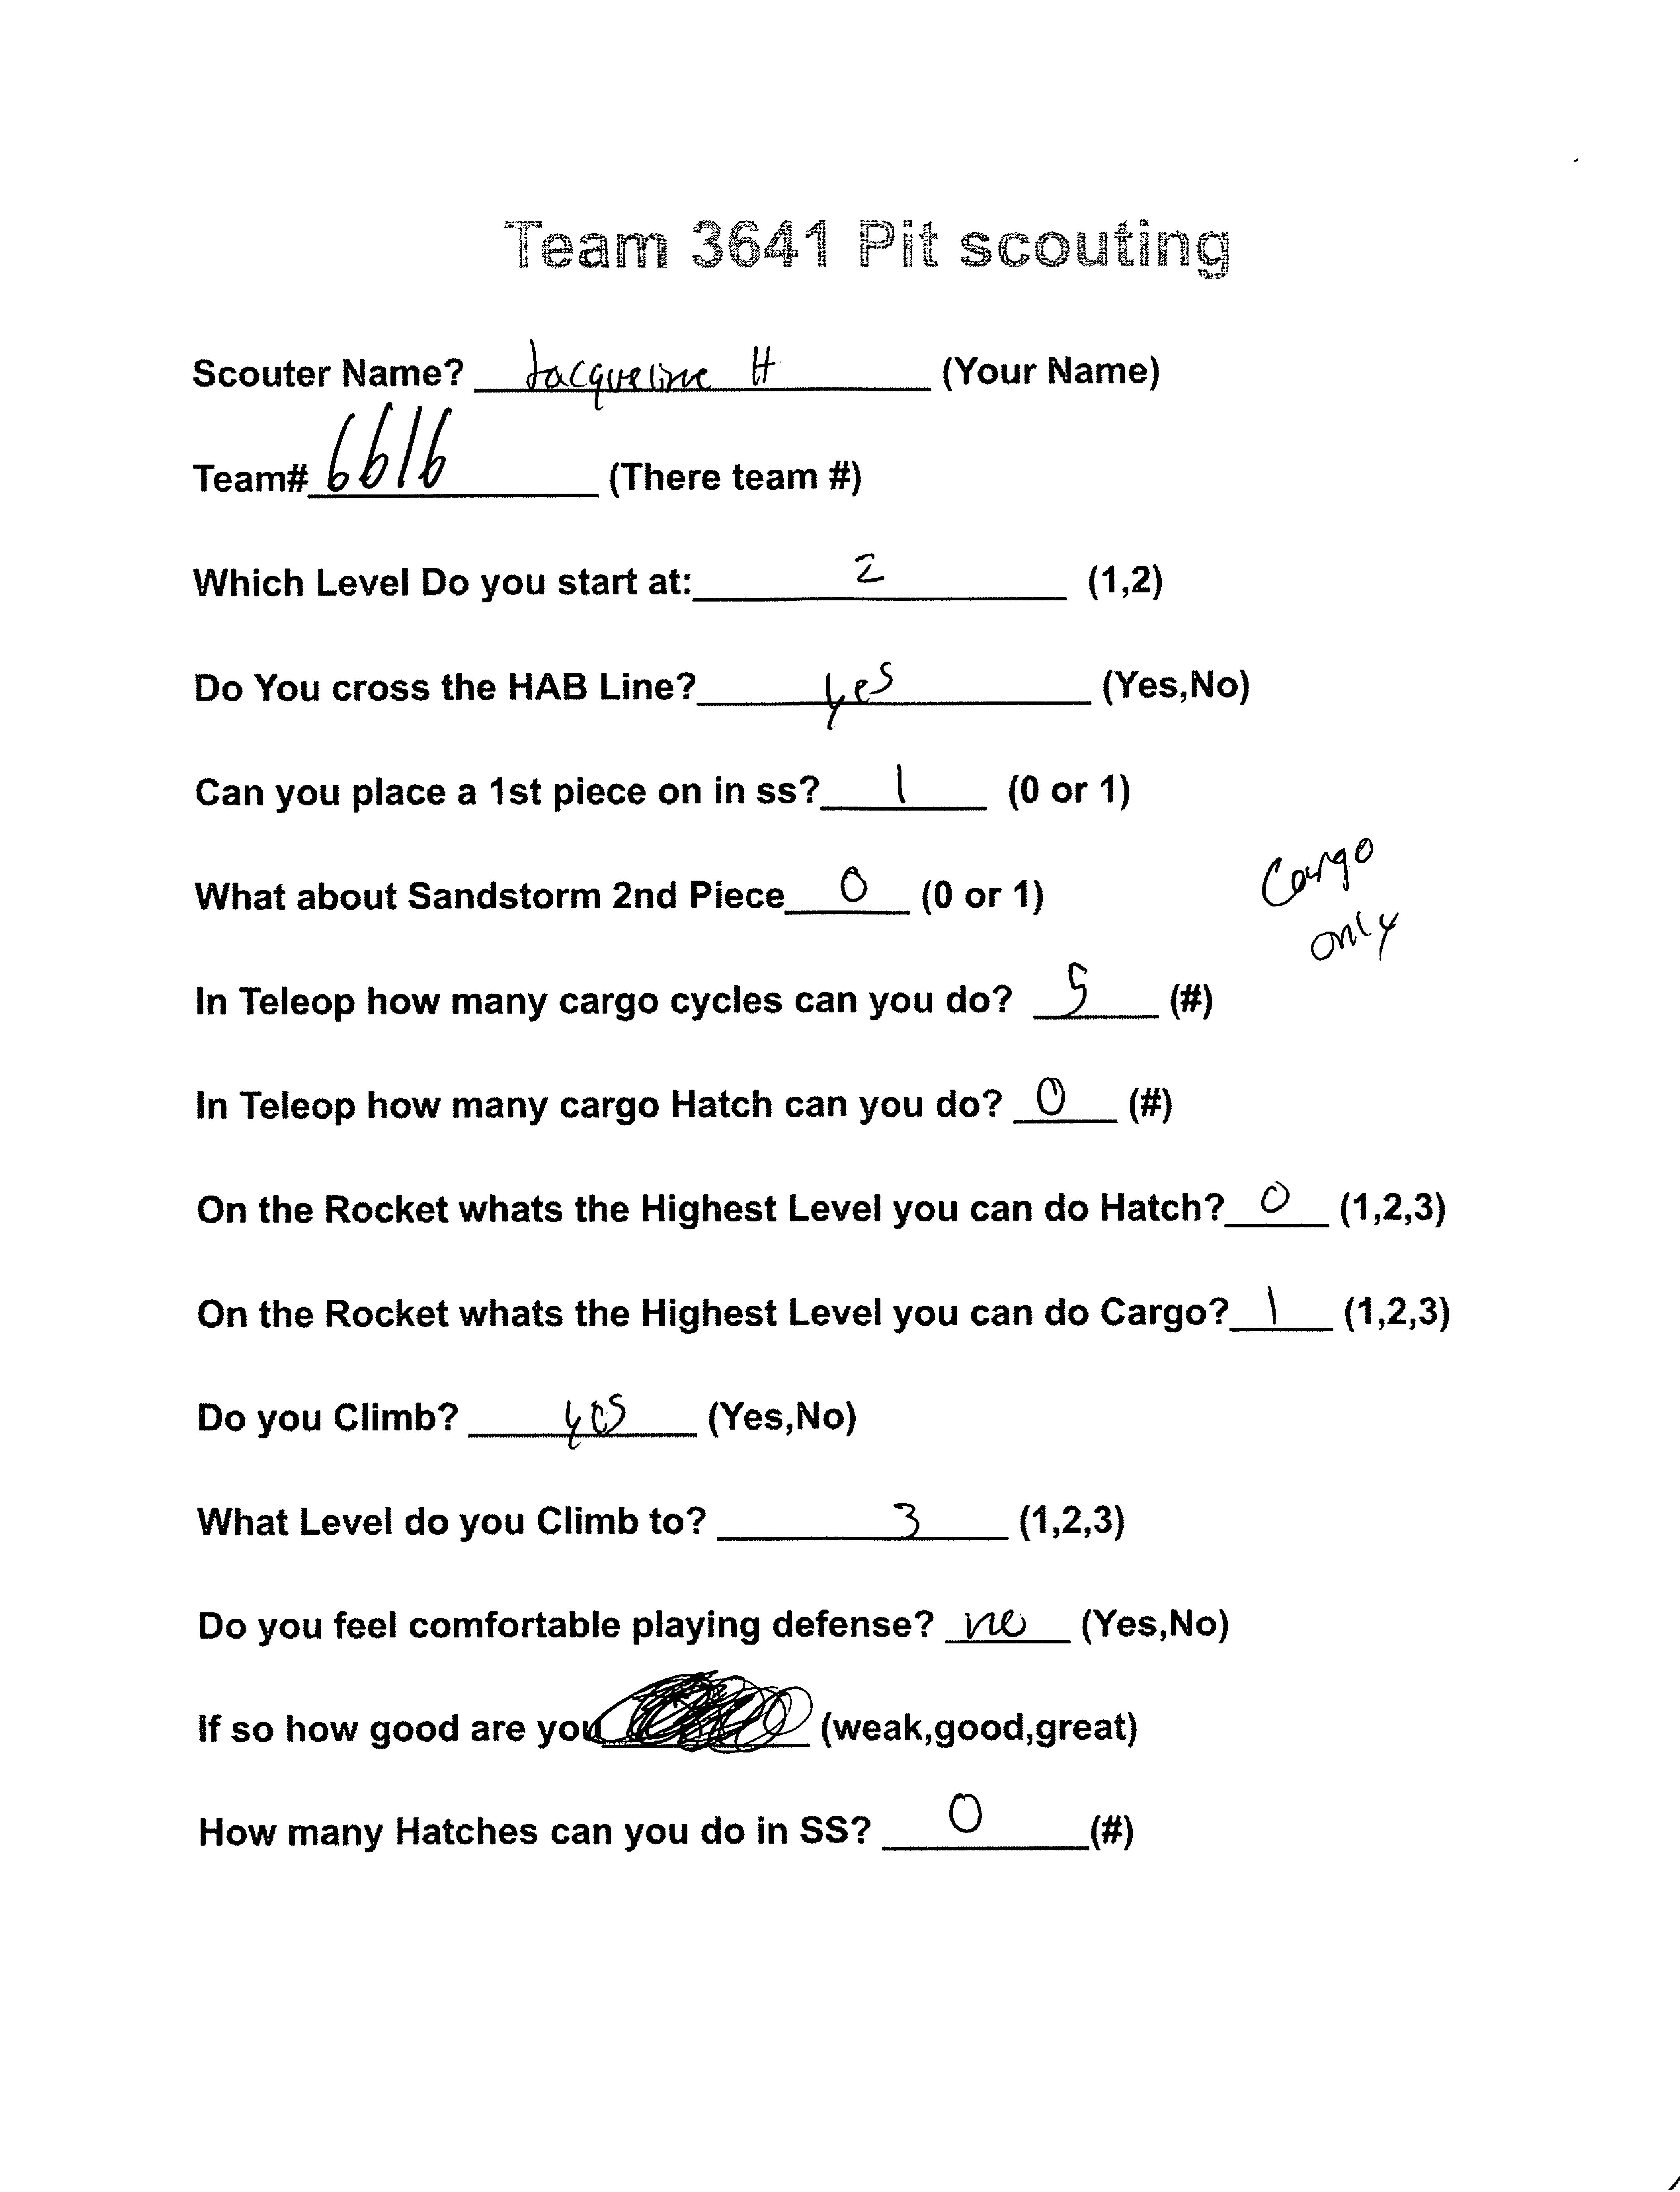 Team 3641 Pit scouting
Scouter Name? Jacqueline H (Your Name)
Team# 6616 (There team #)
Which Level Do you start at: 2 (1,2)
Do You cross the HAB Line? yes (Yes,No)
Can you place a 1st piece on in ss? 1 (0 or 1)
What about Sandstorm 2nd Piece 0 (0 or 1)
Cargo
only
In Teleop how many cargo cycles can you do? 5 (#)
In Teleop how many cargo Hatch can you do? 0 (#)
On the Rocket whats the Highest Level you can do Hatch? 0 (1,2,3)
On the Rocket whats the Highest Level you can do Cargo? 1 (1,2,3)
Do you Climb? yes (Yes,No)
What Level do you Climb to? 3 (1,2,3)
Do you feel comfortable playing defense? no (Yes,No)
If so how good are you (weak,good,great)
How many Hatches can you do in SS? 0 (#)